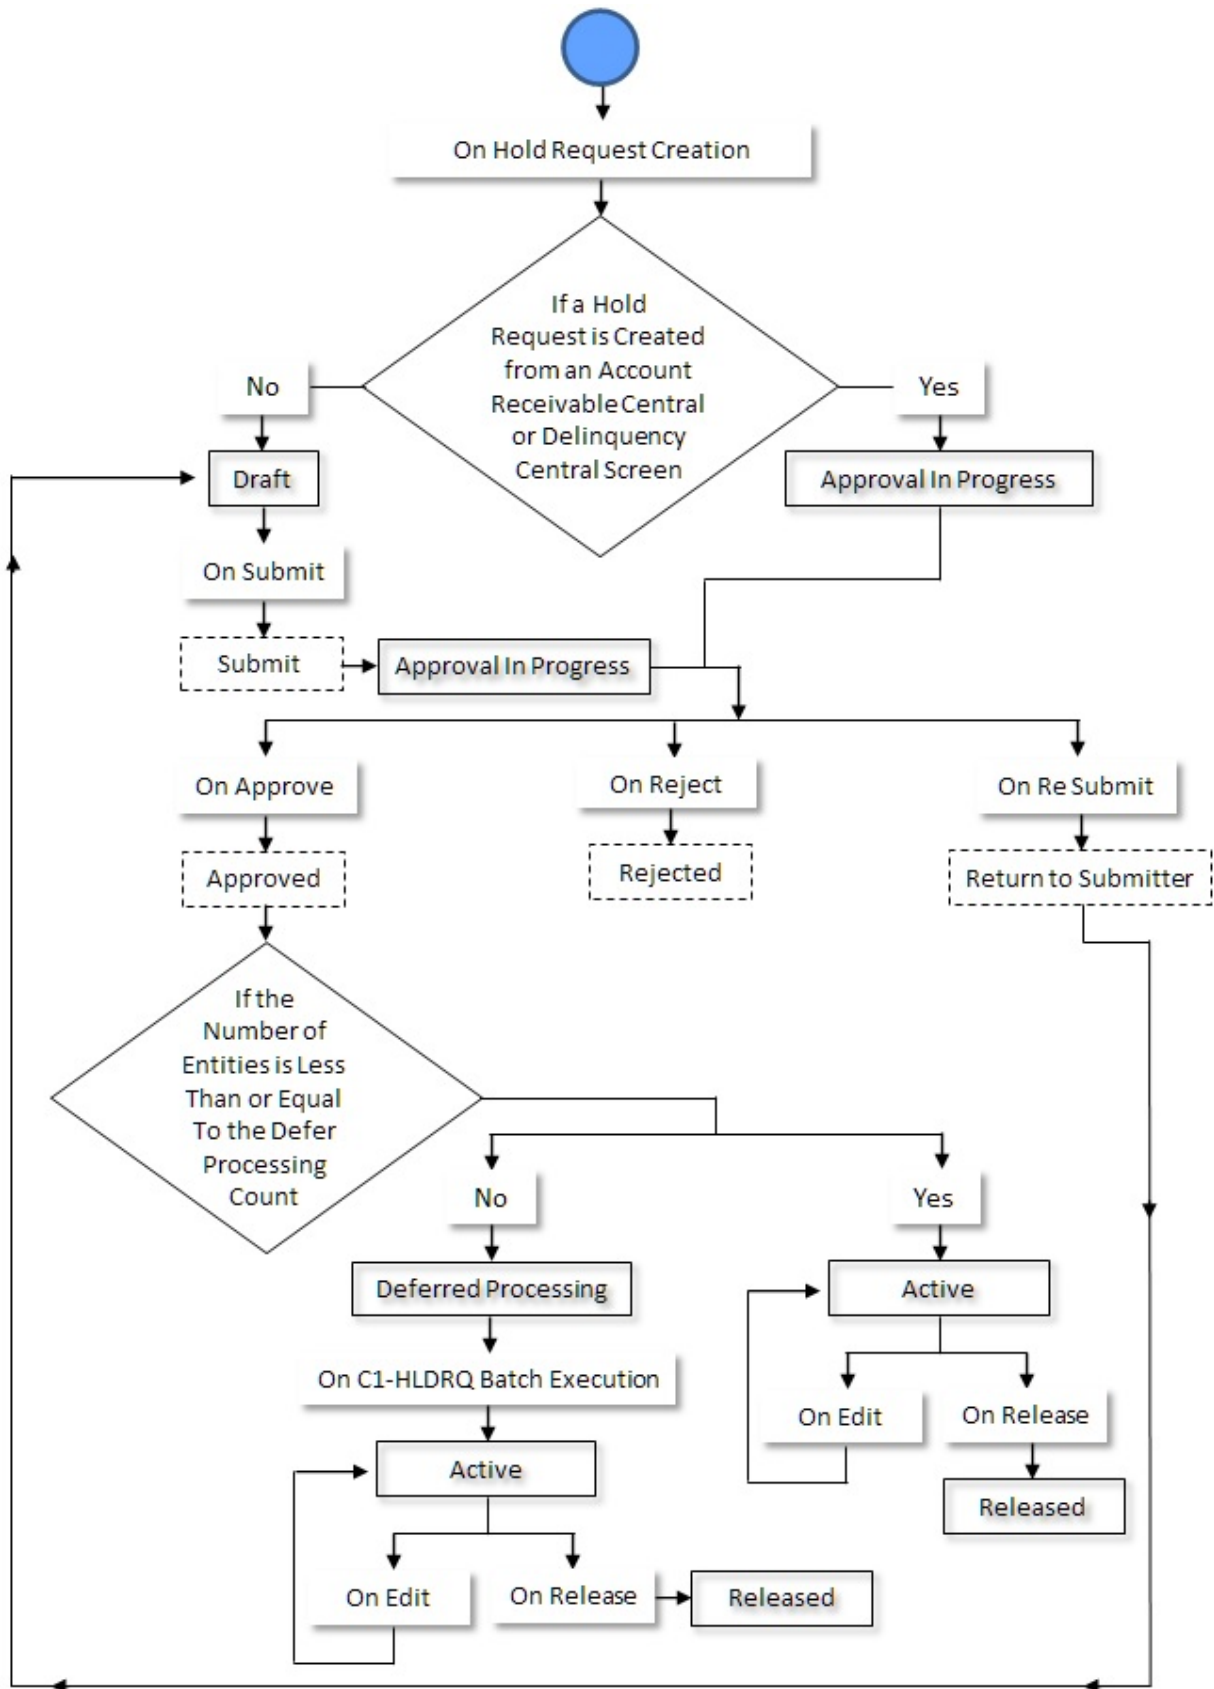 On Hold Request Creation
If a Hold
Request is Created
from an Account
Receivable Central
or Delinquency
Central Screen
No
Yes
Draft
Approval In Progress
On Submit
Submit
Approval In Progress
On Approve
On Reject
On Re Submit
Approved
Rejected
Return to Submitter
If the
Number of
Entities is Less
Than or Equal
To the Defer
Processing
Count
No
Yes
Deferred Processing
Active
On C1-HLDRQ Batch Execution
On Edit
On Release
Active
Released
On Edit
On Release
Released